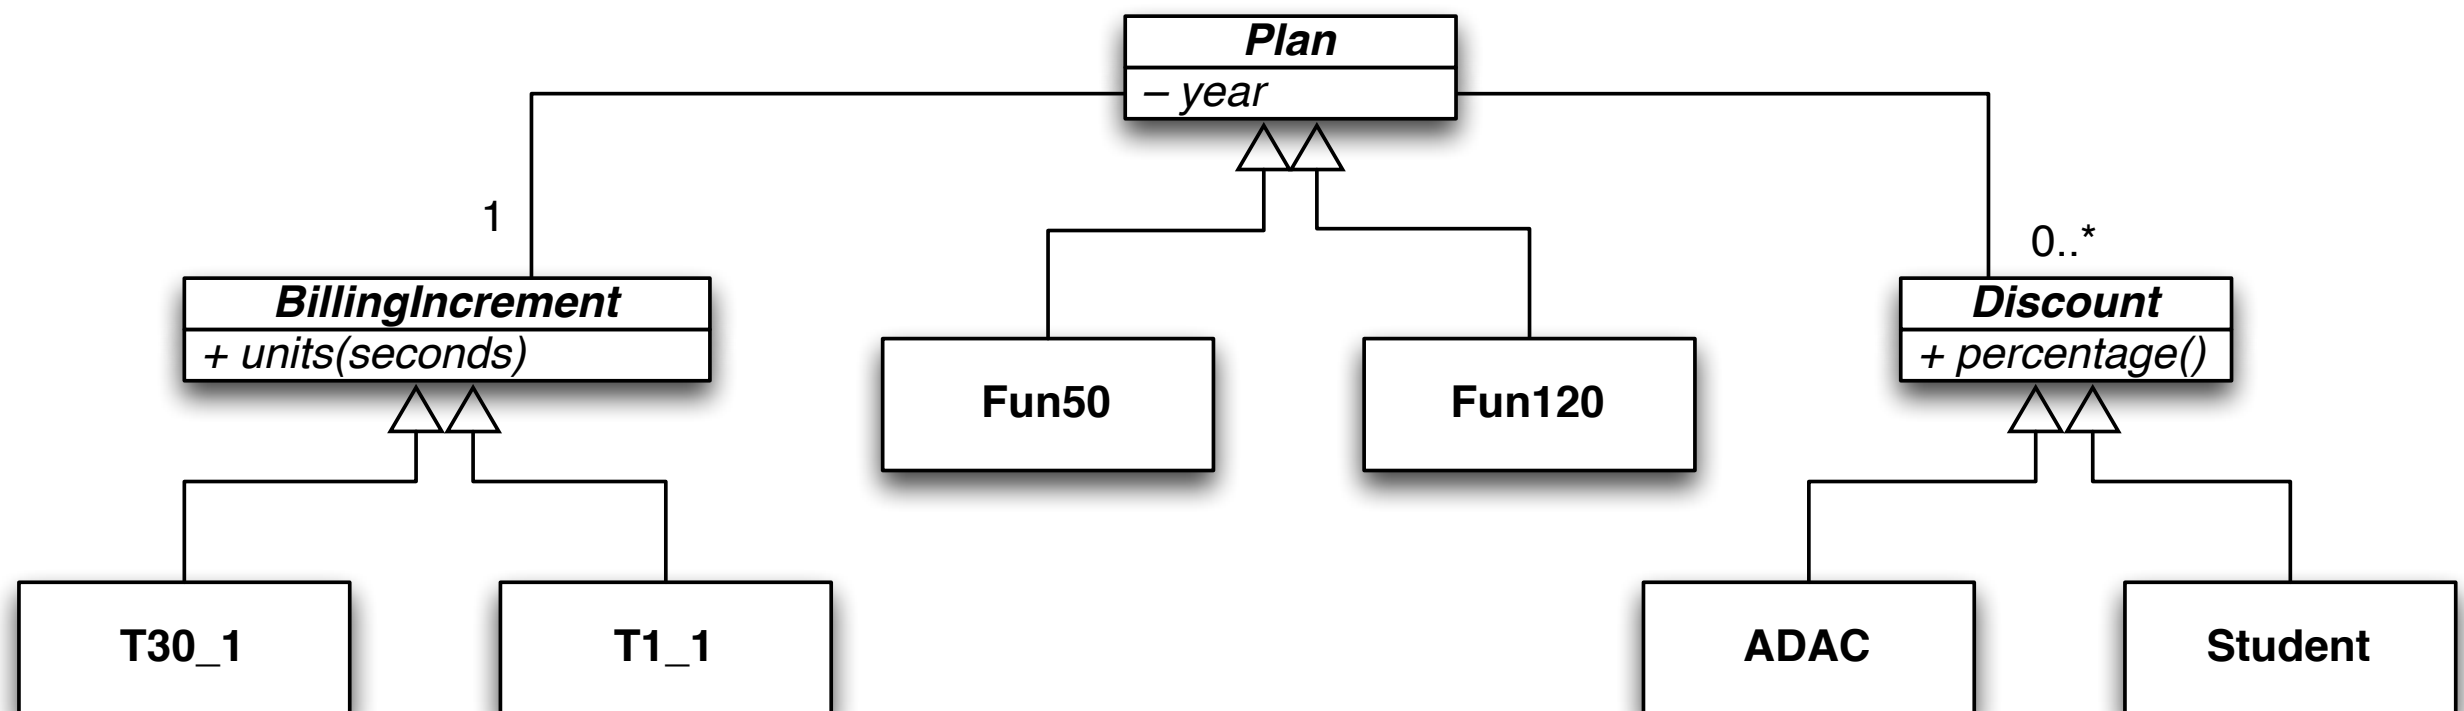 Plan
– year
1
0..*
BillingIncrement
+ units(seconds)
Discount
+ percentage()
Fun50
Fun120
T30_1
T1_1
ADAC
Student